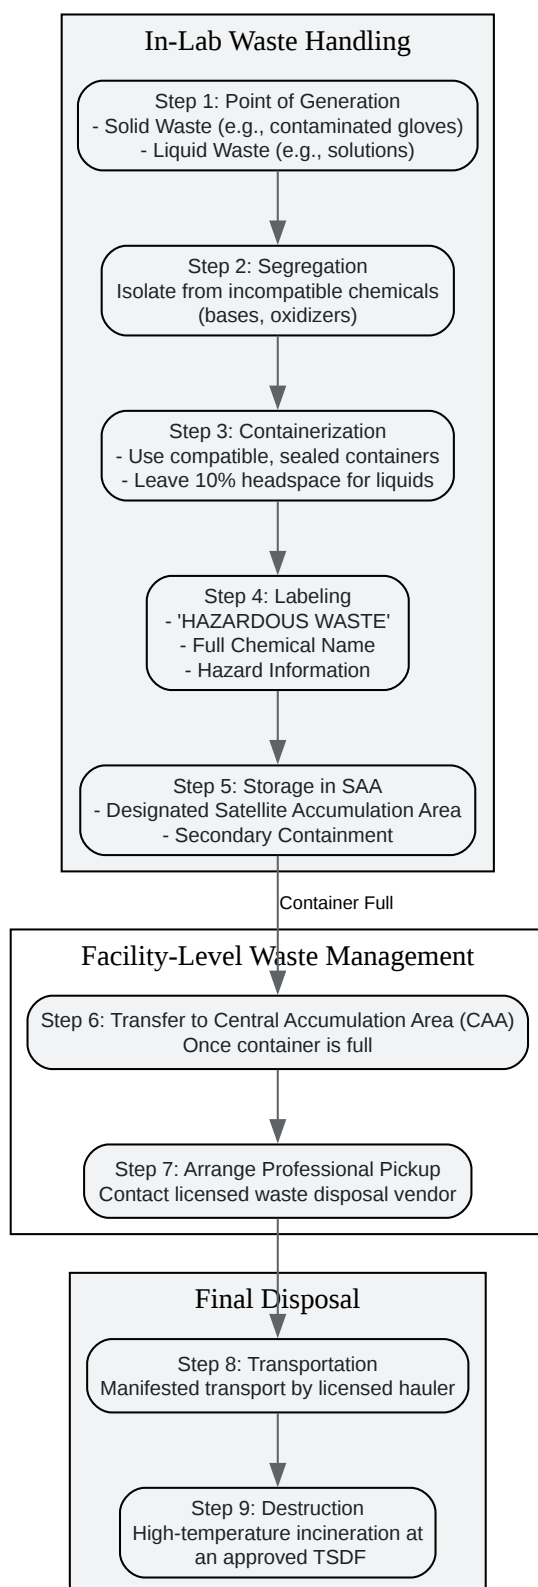 In-Lab Waste Handling
Step 1: Point of Generation
- Solid Waste (e.g., contaminated gloves)
- Liquid Waste (e.g., solutions)
Step 2: Segregation
Isolate from incompatible chemicals
(bases, oxidizers)
Step 3: Containerization
- Use compatible, sealed containers
- Leave 10% headspace for liquids
Step 4: Labeling
- 'HAZARDOUS WASTE'
- Full Chemical Name
- Hazard Information
Step 5: Storage in SAA
- Designated Satellite Accumulation Area
- Secondary Containment
Container Full
Facility-Level Waste Management
Step 6: Transfer to Central Accumulation Area (CAA)
Once container is full
Step 7: Arrange Professional Pickup
Contact licensed waste disposal vendor
Final Disposal
Step 8: Transportation
Manifested transport by licensed hauler
Step 9: Destruction
High-temperature incineration at
an approved TSDF